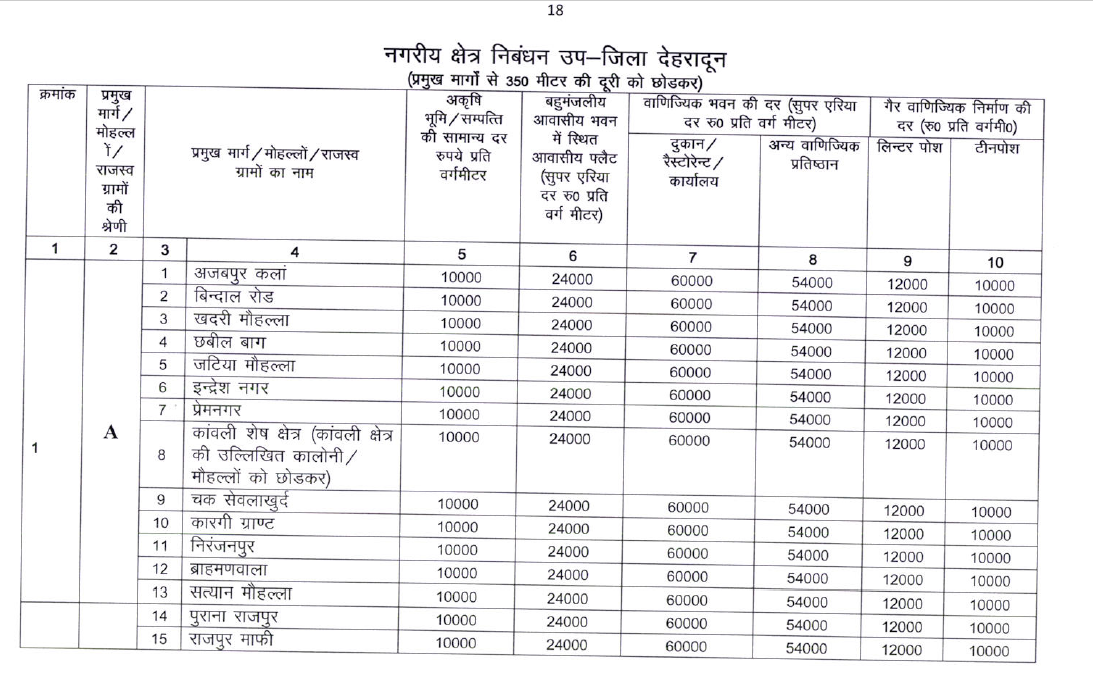 18
नगरीय क्षेत्र निबंधन उप–जिला देहरादून
(प्रमुख मार्गों से 350 मीटर की दूरी को छोडकर)
क्रमांक
प्रमुख
मार्ग /
मोहल्ल
ों /
राजस्व
ग्रामों
की
श्रेणी
प्रमुख मार्ग / मोहल्लों / राजस्व
ग्रामों का नाम
अकृषि
भूमि / सम्पत्ति
की सामान्य दर
रुपये प्रति
वर्गमीटर
बहुमंजलीय
आवासीय भवन
में स्थित
आवासीय फ्लैट
(सुपर एरिया
दर रु0 प्रति
वर्ग मीटर)
वाणिज्यिक भवन की दर (सुपर एरिया
दर रु0 प्रति वर्ग मीटर)
दुकान /
रैस्टोरेन्ट /
कार्यालय
अन्य वाणिज्यिक
प्रतिष्ठान
गैर वाणिज्यिक निर्माण की
दर (रु0 प्रति वर्गमी0)
लिन्टर पोश
टीनपोश
1 2 3 4 5 6 7 8 9 10
1 अजबपुर कलां 10000 24000 60000 54000 12000 10000
2 बिन्दाल रोड 10000 24000 60000 54000 12000 10000
3 खदरी मौहल्ला 10000 24000 60000 54000 12000 10000
4 छबील बाग 10000 24000 60000 54000 12000 10000
5 जटिया मौहल्ला 10000 24000 60000 54000 12000 10000
6 इन्द्रेश नगर 10000 24000 60000 54000 12000 10000
7 प्रेमनगर 10000 24000 60000 54000 12000 10000
1 A
8 कांवली शेष क्षेत्र (कांवली क्षेत्र 10000 24000 60000 54000 12000 10000
की उल्लिखित कालोनी /
मौहल्लों को छोडकर)
9 चक सेवलाखुर्द 10000 24000 60000 54000 12000 10000
10 कारगी ग्राण्ट 10000 24000 60000 54000 12000 10000
11 निरंजनपुर 10000 24000 60000 54000 12000 10000
12 ब्राहमणवाला 10000 24000 60000 54000 12000 10000
13 सत्यान मौहल्ला 10000 24000 60000 54000 12000 10000
14 पुराना राजपुर 10000 24000 60000 54000 12000 10000
15 राजपुर माफी 10000 24000 60000 54000 12000 10000